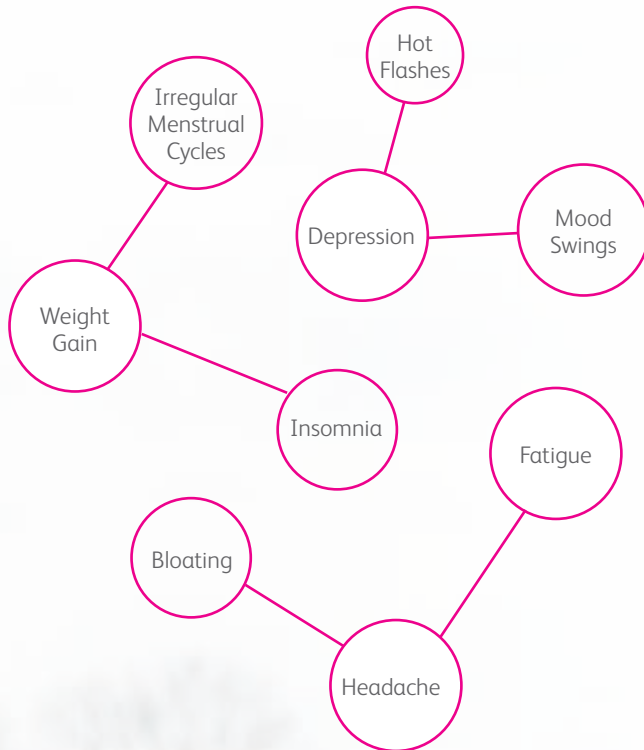 Hot
Flashes
Irregular
Menstrual
Cycles
Depression
Mood
Swings
Weight
Gain
Insomnia
Fatigue
Bloating
Headache